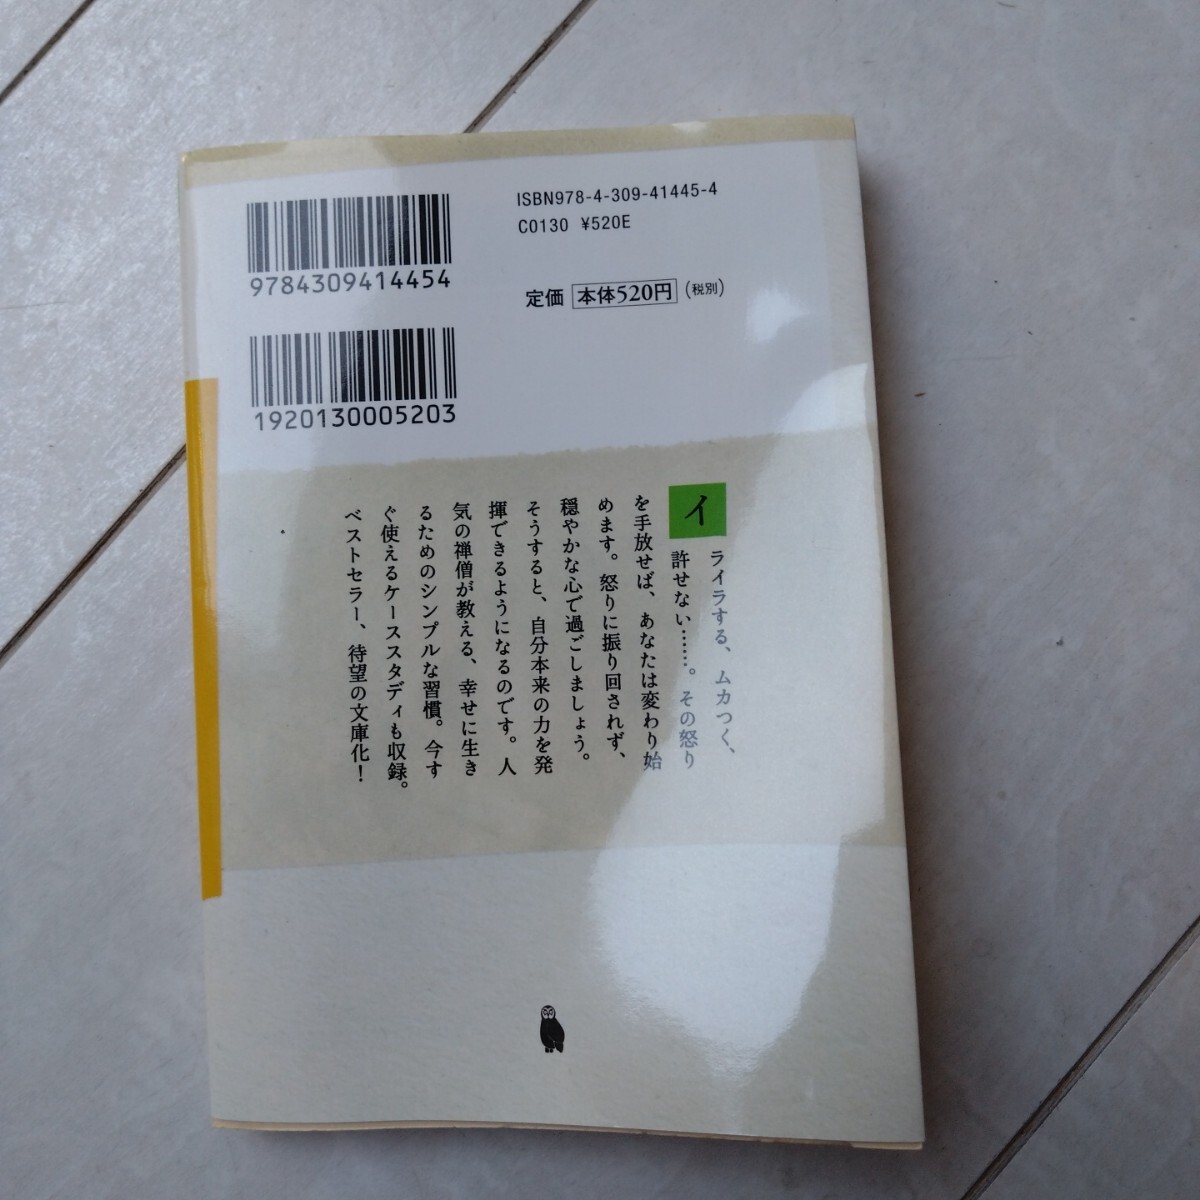 ISBN978-4-309-41445-4
C0130 ¥520E
9784309414454
定価 本体520円 (税別)
1920130005203
イライラする、ムカつく、
許せない……。その怒り
を手放せば、あなたは変わり始
めます。怒りに振り回されず、
穏やかな心で過ごしましょう。
そうすると、自分本来の力を発
揮できるようになるのです。人
気の禅僧が教える、幸せに生き
るためのシンプルな習慣。今す
ぐ使えるケーススタディも収録。
ベストセラー、待望の文庫化！